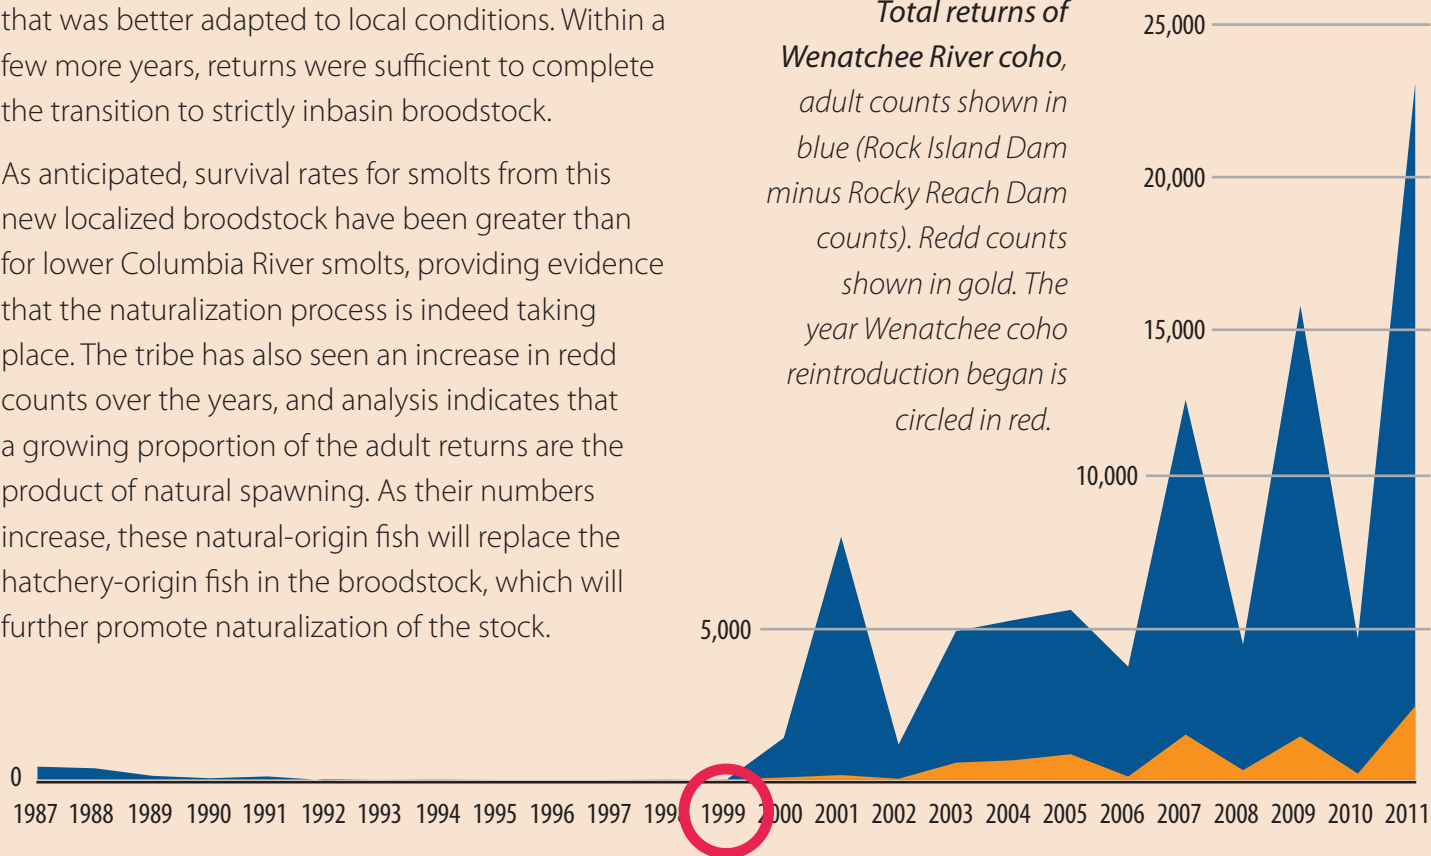 that was better adapted to local conditions. Within a
few more years, returns were sufficient to complete
the transition to strictly inbasin broodstock.
As anticipated, survival rates for smolts from this
new localized broodstock have been greater than
for lower Columbia River smolts, providing evidence
that the naturalization process is indeed taking
place. The tribe has also seen an increase in redd
counts over the years, and analysis indicates that
a growing proportion of the adult returns are the
product of natural spawning. As their numbers
increase, these natural-origin fish will replace the
hatchery-origin fish in the broodstock, which will
further promote naturalization of the stock.
Total returns of
Wenatchee River coho,
adult counts shown in
blue (Rock Island Dam
minus Rocky Reach Dam
counts). Redd counts
shown in gold. The
year Wenatchee coho
reintroduction began is
circled in red.
25,000
20,000
15,000
10,000
5,000
0
1987 1988 1989 1990 1991 1992 1993 1994 1995 1996 1997 1998 1999 2000 2001 2002 2003 2004 2005 2006 2007 2008 2009 2010 2011